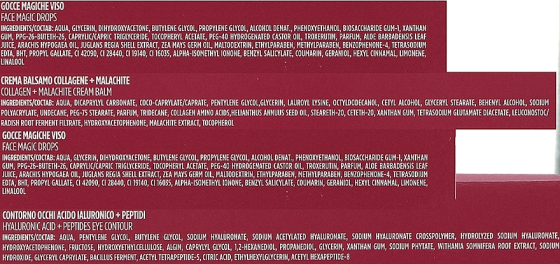 GOCCE MAGICHE VISO
FACE MAGIC DROPS
INGREDIENTS/СОСТАВ: AQUA, GLYCERIN, DIHYDROXYACETONE, BUTYLENE GLYCOL, PROPYLENE GLYCOL, ALCOHOL DENAT., PHENOXYETHANOL, BIOSACCHARIDE GUM-1, XANTHAN
GUM, PPG-26-BUTETH-26, CAPRYLIC/CAPRIC TRIGLYCERIDE, TOCOPHERYL ACETATE, PEG-40 HYDROGENATED CASTOR OIL, TROXERUTIN, PARFUM, ALOE BARBADENSIS LEAF
JUICE, ARACHIS HYPOGAEA OIL, JUGLANS REGIA SHELL EXTRACT, ZEA MAYS GERM OIL, MALTODEXTRIN, ETHYLPARABEN, METHYLPARABEN, BENZOPHENONE-4, TETRASODIUM
EDTA, BHT, PROPYL GALLATE, CI 42090, CI 28440, CI 19140, CI 16035, ALPHA-ISOMETHYL IONONE, BENZYL SALICYLATE, COUMARIN, GERANIOL, HEXYL CINNAMAL, LIMONENE,
LINALOOL
CREMA BALSAMO COLLAGENE + MALACHITE
COLLAGEN + MALACHITE CREAM BALM
INGREDIENTS/СОСТАВ: AQUA, DICAPRYLYL CARBONATE, COCO-CAPRYLATE/CAPRATE, PENTYLENE GLYCOL,GLYCERIN, LAUROYL LYSINE, OCTYLDODECANOL, CETYL ALCOHOL, GLYCERYL STEARATE, BEHENYL ALCOHOL, SODIUM
POLYACRYLATE, UNDECANE, PEG-75 STEARATE, PARFUM, TRIDECANE, COLLAGEN AMINO ACIDS,HELIANTHUS ANNUUS SEED OIL, STEARETH-20, CETETH-20, XANTHAN GUM, TETRASODIUM GLUTAMATE DIACETATE, LEUCONOSTOC/
RADISH ROOT FERMENT FILTRATE, HYDROXYACETOPHENONE, MALACHITE EXTRACT, TOCOPHEROL
GOCCE MAGICHE VISO
FACE MAGIC DROPS
INGREDIENTS/СОСТАВ: AQUA, GLYCERIN, DIHYDROXYACETONE, BUTYLENE GLYCOL, PROPYLENE GLYCOL, ALCOHOL DENAT., PHENOXYETHANOL, BIOSACCHARIDE GUM-1, XANTHAN
GUM, PPG-26-BUTETH-26, CAPRYLIC/CAPRIC TRIGLYCERIDE, TOCOPHERYL ACETATE, PEG-40 HYDROGENATED CASTOR OIL, TROXERUTIN, PARFUM, ALOE BARBADENSIS LEAF
JUICE, ARACHIS HYPOGAEA OIL, JUGLANS REGIA SHELL EXTRACT, ZEA MAYS GERM OIL, MALTODEXTRIN, ETHYLPARABEN, METHYLPARABEN, BENZOPHENONE-4, TETRASODIUM
EDTA, BHT, PROPYL GALLATE, CI 42090, CI 28440, CI 19140, CI 16035, ALPHA-ISOMETHYL IONONE, BENZYL SALICYLATE, COUMARIN, GERANIOL, HEXYL CINNAMAL, LIMONENE,
LINALOOL
CONTORNO OCCHI ACIDO IALURONICO + PEPTIDI
HYALURONIC ACID + PEPTIDES EYE CONTOUR
INGREDIENTS/СОСТАВ: AQUA, PENTYLENE GLYCOL, BUTYLENE GLYCOL, SODIUM HYALURONATE, SODIUM ACETYLATED HYALURONATE, SODIUM HYALURONATE CROSSPOLYMER, HYDROLYZED SODIUM HYALURONATE,
HYDROXYACETOPHENONE, FRUCTOSE, HYDROXYETHYLCELLULOSE, ALGIN, CAPRYLYL GLYCOL, 1,2-HEXANEDIOL, PROPANEDIOL, GLYCERIN, XANTHAN GUM, SODIUM PHYTATE, WITHANIA SOMNIFERA ROOT EXTRACT, SODIUM
HYDROXIDE, GLYCERYL CAPRYLATE, BACILLUS FERMENT, ACETYL TETRAPEPTIDE-5, CITRIC ACID, ETHYLHEXYLGLYCERIN, ACETYL HEXAPEPTIDE-8